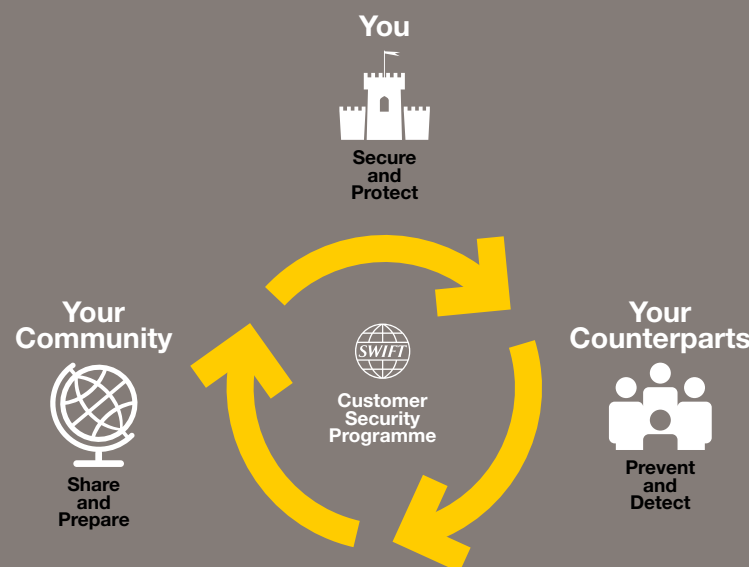 You
Secure
and
Protect
Your
Community
Share
and
Prepare
SWIFT
Customer
Security
Programme
Your
Counterparts
Prevent
and
Detect